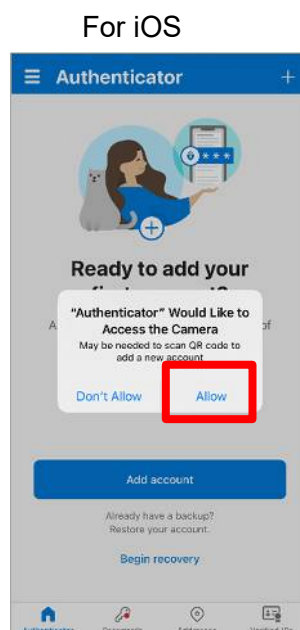 For iOS
Authenticator
Ready to add your
"Authenticator" Would Like to
Access the Camera
May be needed to scan QR code to
add a new account
Don't Allow
Allow
Add account
Already have a backup?
Restore your account.
Begin recovery